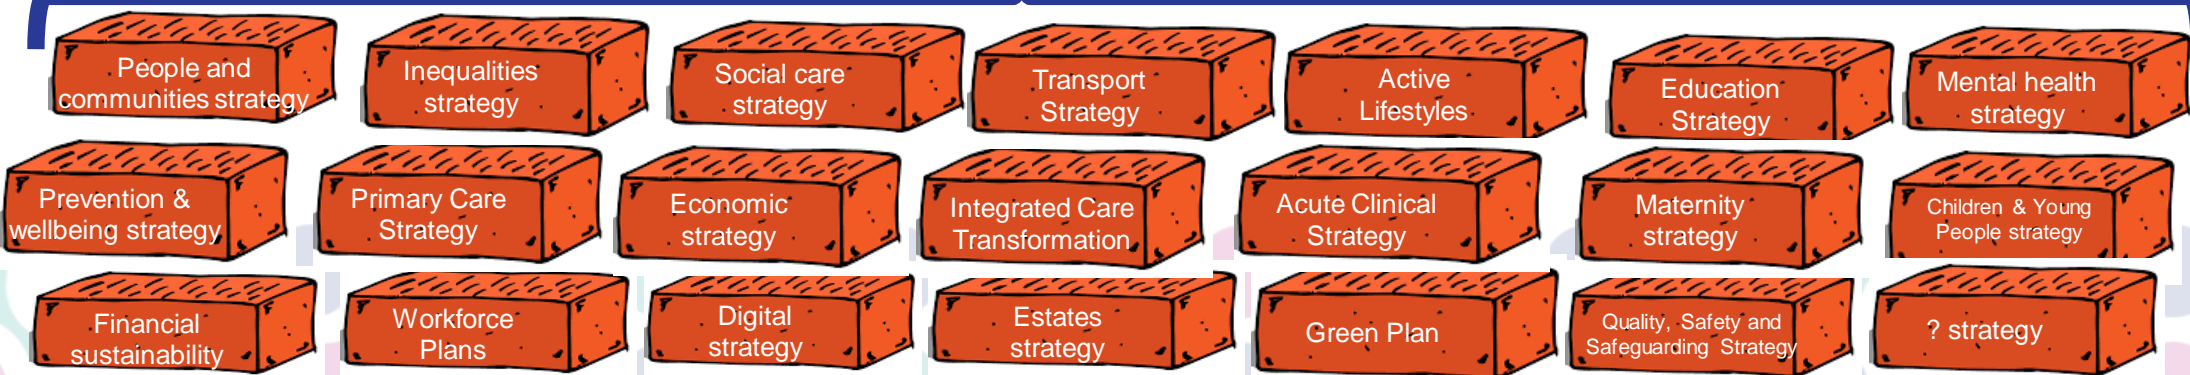 People and
communities strategy
Inequalities
strategy
Social care
strategy
Transport
Strategy
Active
Lifestyles
Education
Strategy
Mental health
strategy
Prevention &
wellbeing strategy
Primary Care
Strategy
Economic
strategy
Integrated Care
Transformation
Acute Clinical
Strategy
Maternity
strategy
Children & Young
People strategy
Financial
sustainability
Workforce
Plans
Digital
strategy
Estates
strategy
Green Plan
Quality, Safety and
Safeguarding Strategy
? strategy